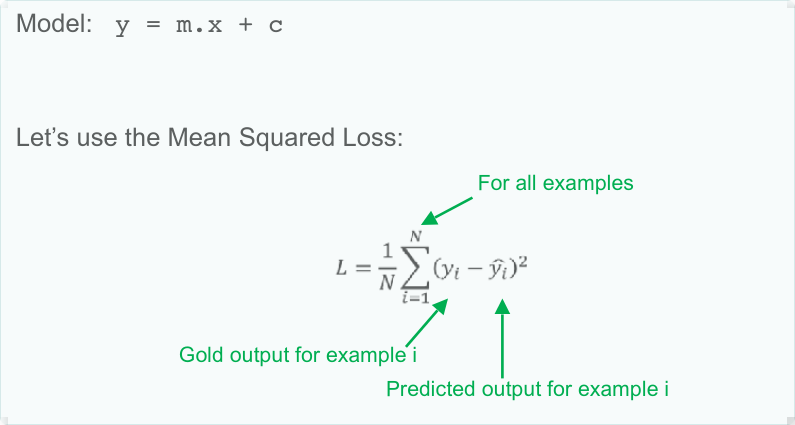 Model: y = m.x + c
Let's use the Mean Squared Loss:
For all examples
L = \frac{1}{N} \sum_{i=1}^{N} (y_i - \hat{y_i})^2
Gold output for example i
Predicted output for example i